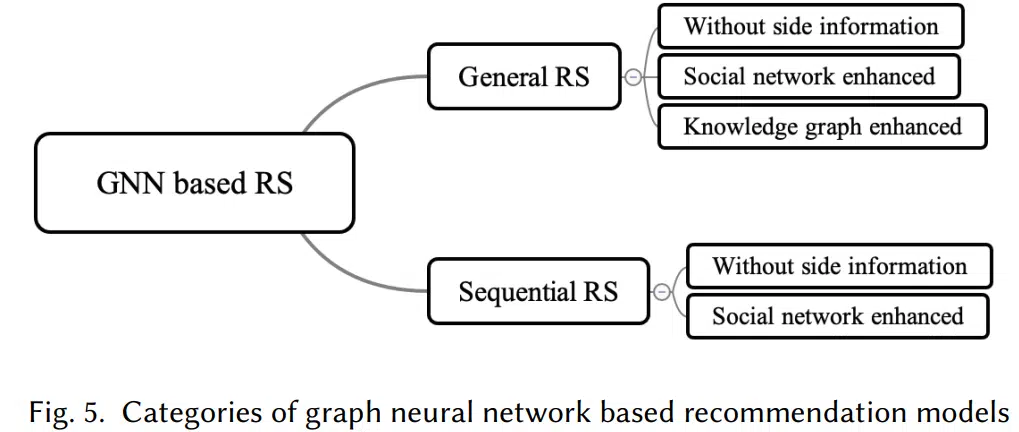 GNN based RS
General RS
Without side information
Social network enhanced
Knowledge graph enhanced
Sequential RS
Without side information
Social network enhanced
Fig. 5. Categories of graph neural network based recommendation models